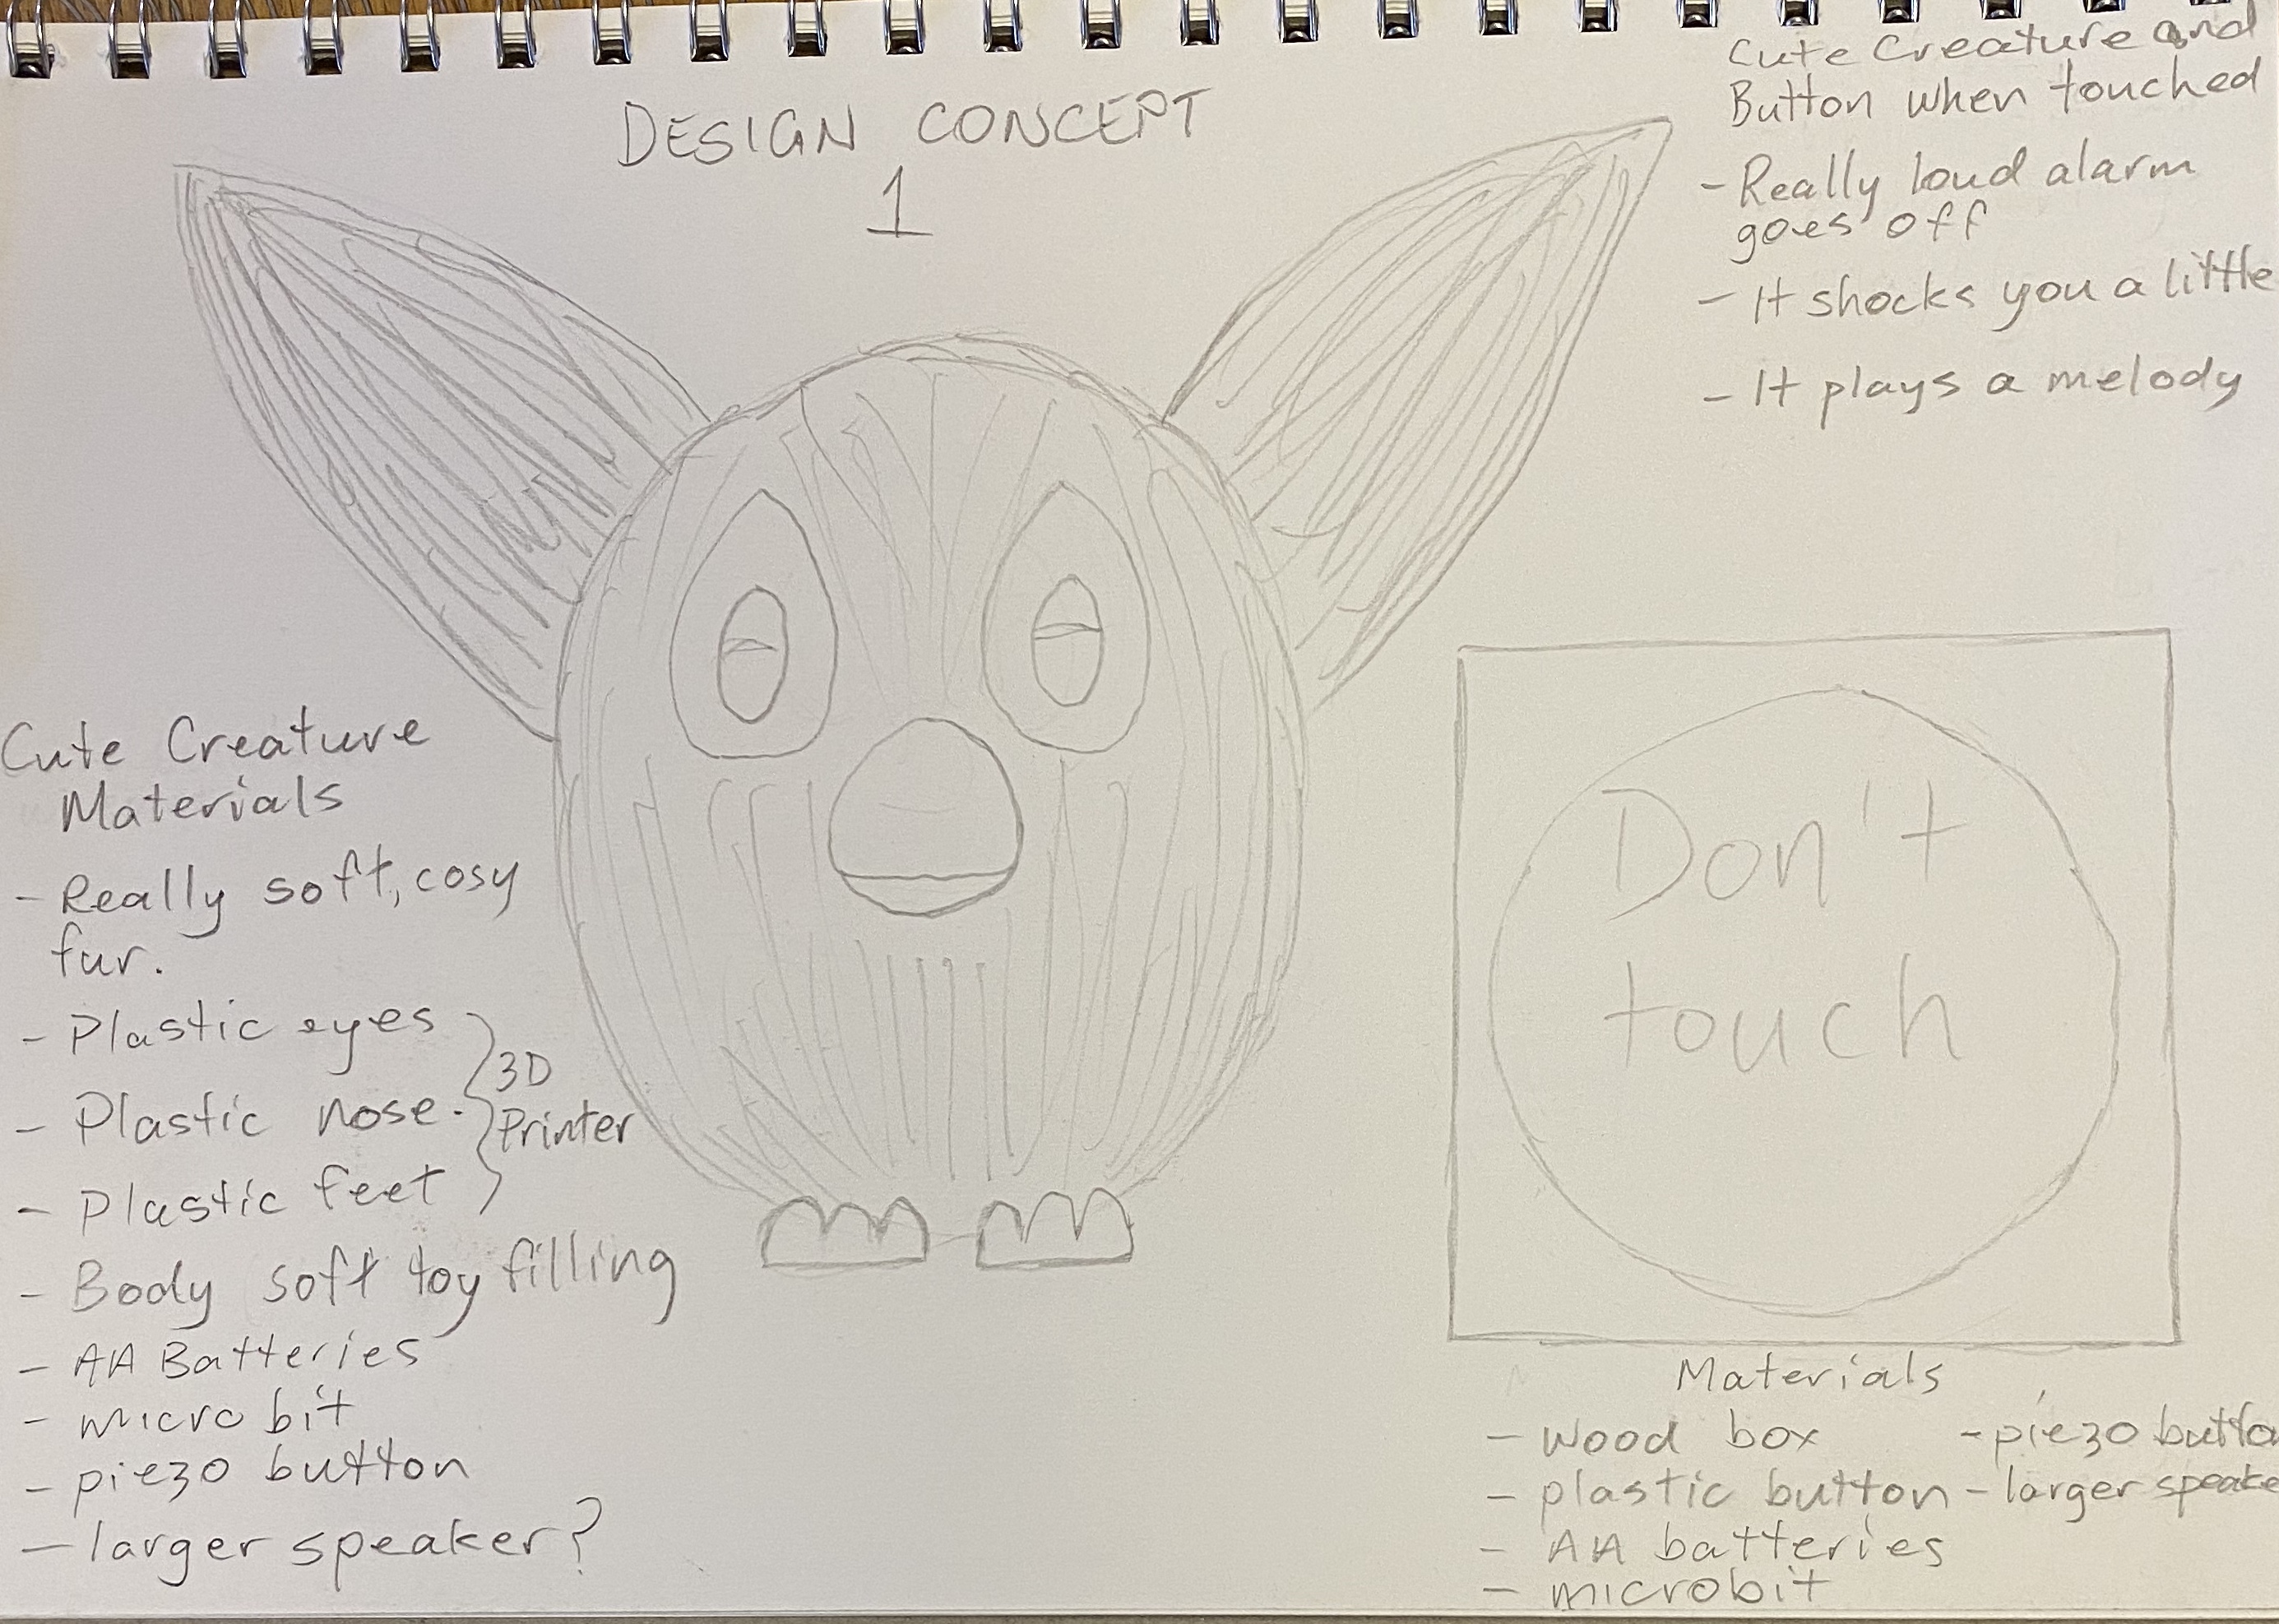 DESIGN CONCEPT
1
Cute Creature and
Button when touched
- Really loud alarm
goes off
- It shocks you a little
- It plays a melody
Cute Creature
Materials
- Really soft, cosy
fur.
- Plastic eyes
- Plastic nose.
- Plastic feet
3D
Printer
- Body soft toy filling
- AA Batteries
- micro bit
- piezo button
- larger speaker?
Don't
touch
Materials
- wood box
- plastic button
- AA batteries
- microbit
- piezo butto
- larger speake